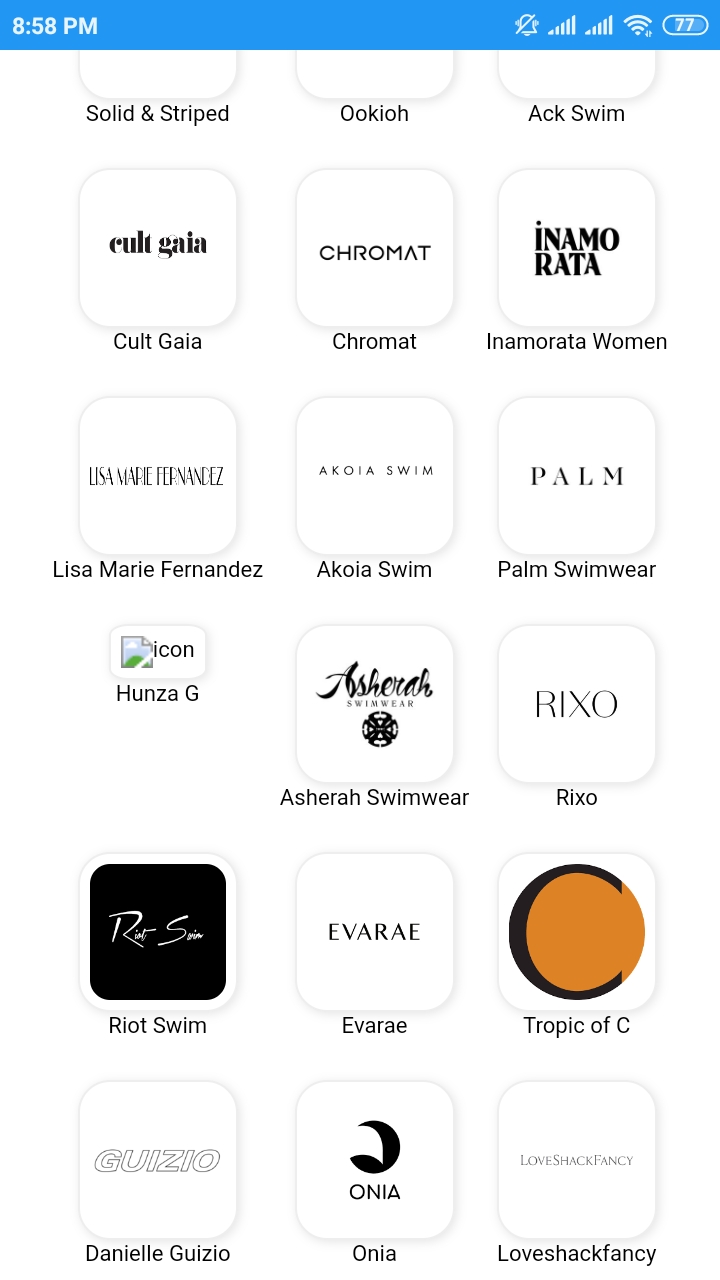 8:58 PM 77
Solid & Striped Ookioh Ack Swim
cult gaia CHROMAT INAMO
RATA
Cult Gaia Chromat Inamorata Women
LISA MARIE FERNANDEZ AKOIA SWIM PALM
Lisa Marie Fernandez Akoia Swim Palm Swimwear
icon
Hunza G
Asherah
SWIMWEAR
RIXO
Asherah Swimwear Rixo
Riot Swim EVARAE
Riot Swim Evarae Tropic of C
GUIZIO ONIA LOVESHACKFANCY
Danielle Guizio Onia Loveshackfancy